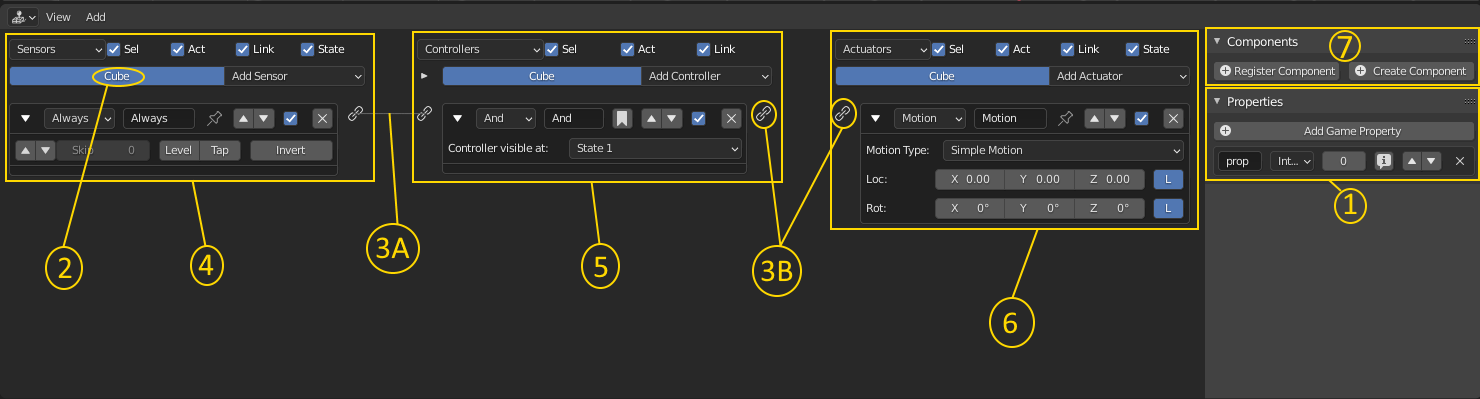 View Add
Sensors Sel Act Link State
Cube Add Sensor
Always Always
Skip 0 Level Tap Invert
Controllers Sel Act Link
Cube Add Controller
And And
Controller visible at: State 1
Actuators Sel Act Link State
Cube Add Actuator
Motion Motion
Motion Type: Simple Motion
Loc: X 0.00 Y 0.00 Z 0.00 L
Rot: X 0° Y 0° Z 0° L
Components
7
Register Component Create Component
Properties
Add Game Property
prop Int... 0
1
2
4
3A
5
3B
6